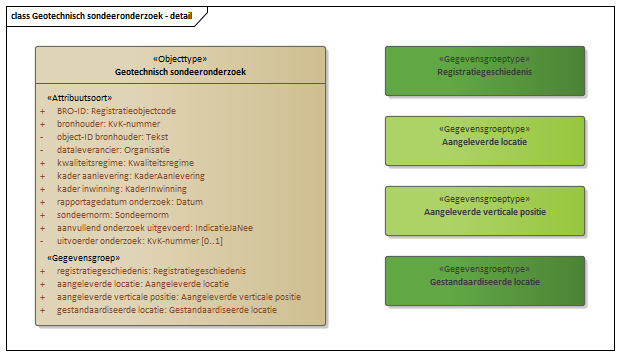 class Geotechnisch sondeeronderzoek - detail
«Objecttype»
Geotechnisch sondeeronderzoek
«Attribuutsoort»
+ BRO-ID: Registratieobjectcode
+ bronhouder: KvK-nummer
- object-ID bronhouder: Tekst
- dataleverancier: Organisatie
+ kwaliteitsregime: Kwaliteitsregime
+ kader aanlevering: KaderAanlevering
+ kader inwinning: KaderInwinning
+ rapportagedatum onderzoek: Datum
+ sondeernorm: Sondeernorm
+ aanvullend onderzoek uitgevoerd: IndicatieJaNee
- uitvoerder onderzoek: KvK-nummer [0..1]
«Gegevensgroep»
+ registratiegeschiedenis: Registratiegeschiedenis
+ aangeleverde locatie: Aangeleverde locatie
+ aangeleverde verticale positie: Aangeleverde verticale positie
+ gestandaardiseerde locatie: Gestandaardiseerde locatie
«Gegevensgroeptype»
Registratiegeschiedenis
«Gegevensgroeptype»
Aangeleverde locatie
«Gegevensgroeptype»
Aangeleverde verticale positie
«Gegevensgroeptype»
Gestandaardiseerde locatie